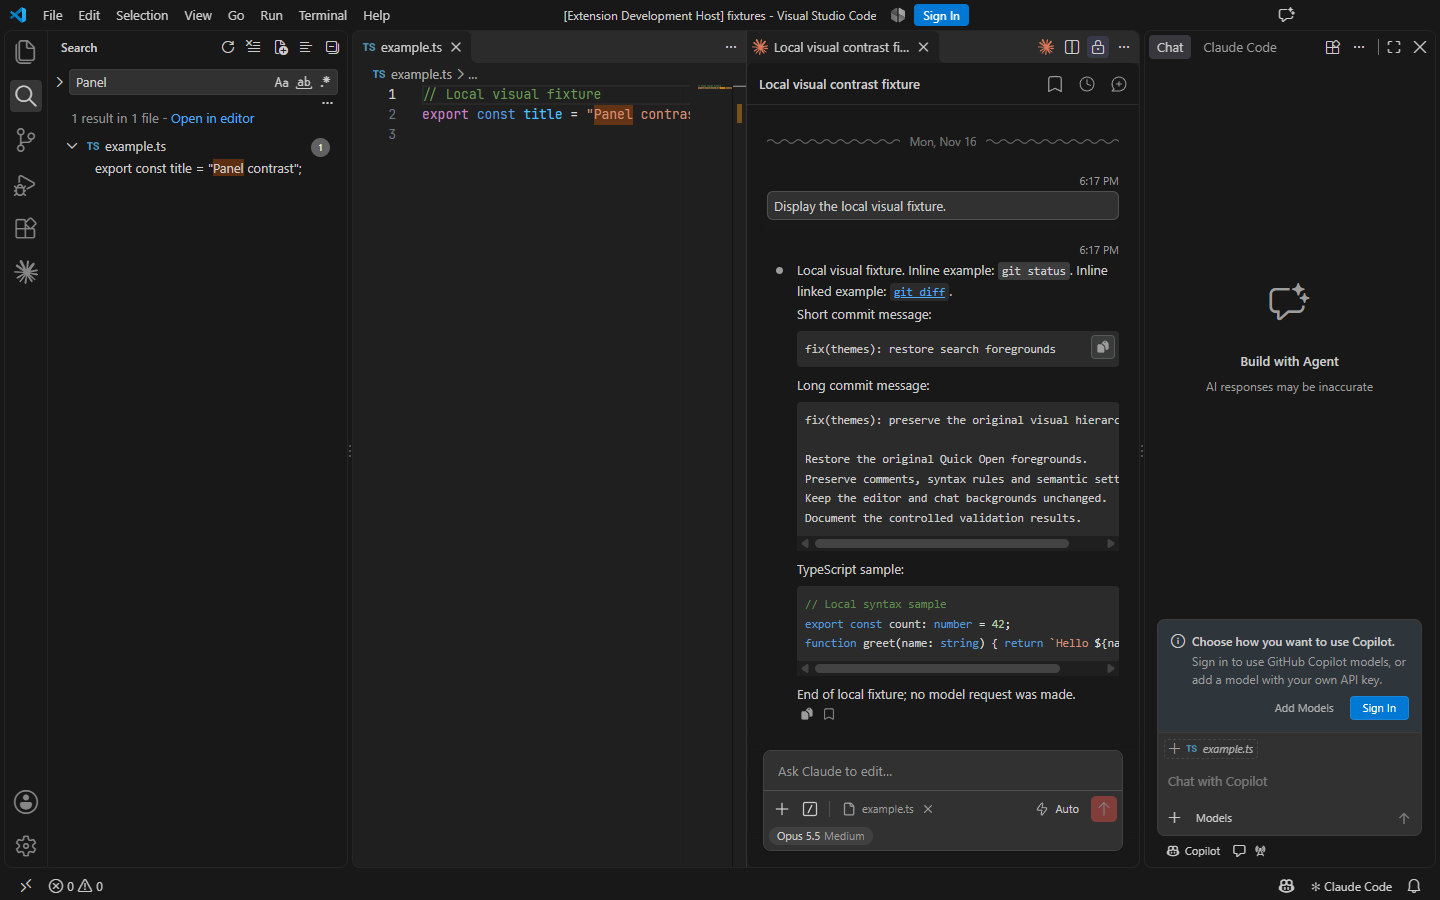 File Edit Selection View Go Run Terminal Help
[Extension Development Host] fixtures - Visual Studio Code
Sign In
Search
Panel
Aa ab .*
1 result in 1 file - Open in editor
TS example.ts 1
export const title = "Panel contrast";
TS example.ts
TS example.ts > ...
1 // Local visual fixture
2 export const title = "Panel contras
3
Local visual contrast fi...
Local visual contrast fixture
Mon, Nov 16
6:17 PM
Display the local visual fixture.
6:17 PM
Local visual fixture. Inline example: git status. Inline
linked example: git diff.
Short commit message:
fix(themes): restore search foregrounds
Long commit message:
fix(themes): preserve the original visual hierarc
Restore the original Quick Open foregrounds.
Preserve comments, syntax rules and semantic sett
Keep the editor and chat backgrounds unchanged.
Document the controlled validation results.
TypeScript sample:
// Local syntax sample
export const count: number = 42;
function greet(name: string) { return `Hello ${na
End of local fixture; no model request was made.
Ask Claude to edit...
example.ts
Auto
Opus 5.5 Medium
Chat Claude Code
Build with Agent
AI responses may be inaccurate
Choose how you want to use Copilot.
Sign in to use GitHub Copilot models, or
add a model with your own API key.
Add Models Sign In
TS example.ts
Chat with Copilot
Models
Copilot
0 0
Claude Code